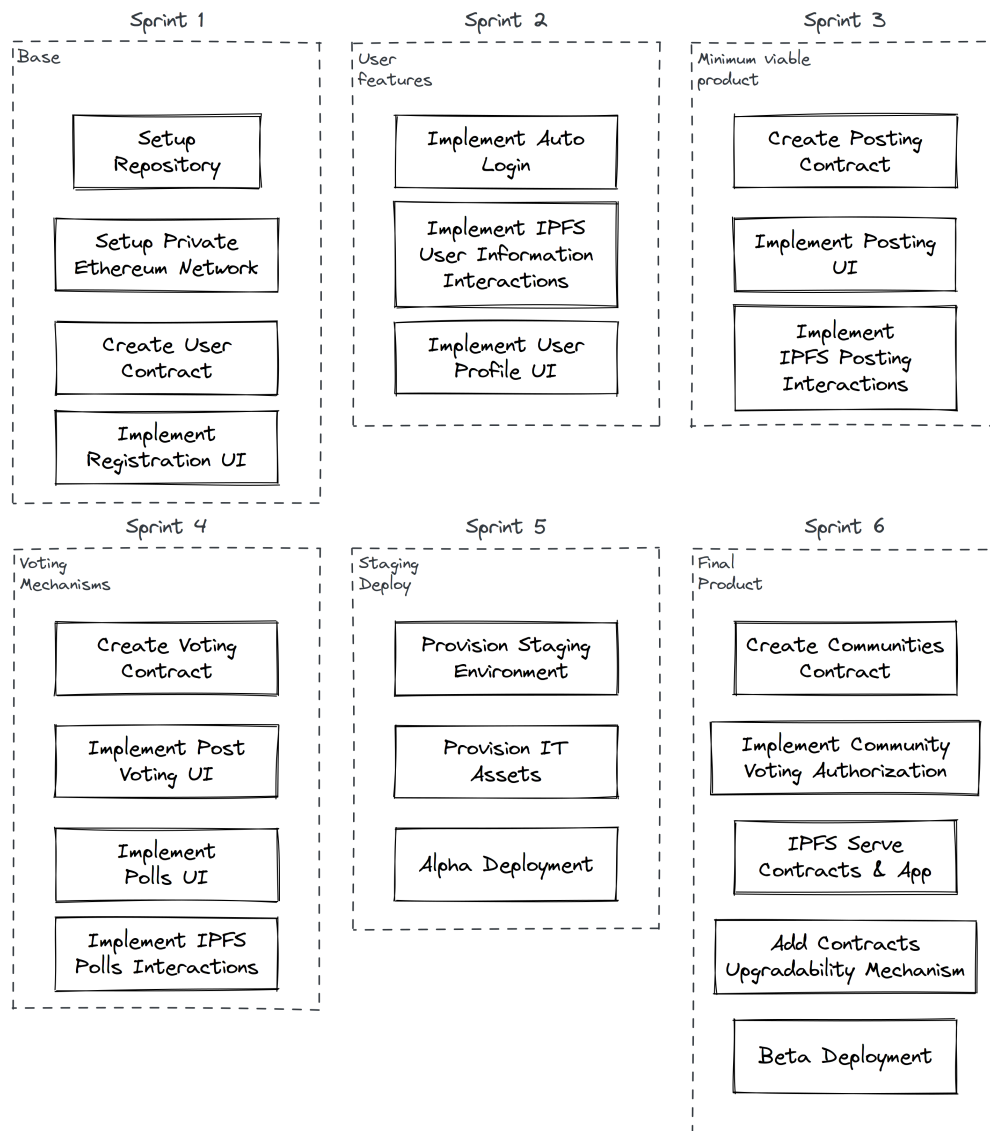 Sprint 1
Base
Setup
Repository
Setup Private
Ethereum Network
Create User
Contract
Implement
Registration UI
Sprint 2
User
features
Implement Auto
Login
Implement IPFS
User Information
Interactions
Implement User
Profile UI
Sprint 3
Minimum viable
product
Create Posting
Contract
Implement Posting
UI
Implement
IPFS Posting
Interactions
Sprint 4
Voting
Mechanisms
Create Voting
Contract
Implement Post
Voting UI
Implement
Polls UI
Implement IPFS
Polls Interactions
Sprint 5
Staging
Deploy
Provision Staging
Environment
Provision IT
Assets
Alpha Deployment
Sprint 6
Final
Product
Create Communities
Contract
Implement Community
Voting Authorization
IPFS Serve
Contracts & App
Add Contracts
Upgradability Mechanism
Beta Deployment